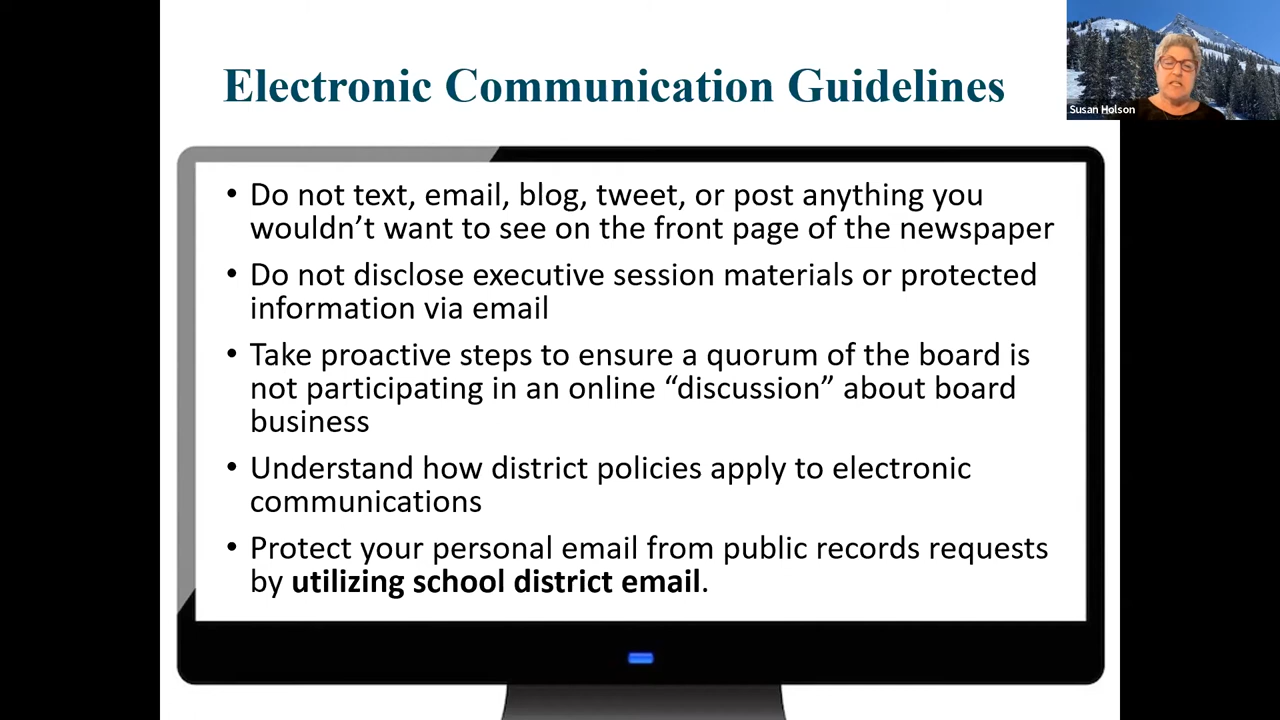 Electronic Communication Guidelines
Susan Holson
• Do not text, email, blog, tweet, or post anything you
wouldn’t want to see on the front page of the newspaper
• Do not disclose executive session materials or protected
information via email
• Take proactive steps to ensure a quorum of the board is
not participating in an online “discussion” about board
business
• Understand how district policies apply to electronic
communications
• Protect your personal email from public records requests
by utilizing school district email.